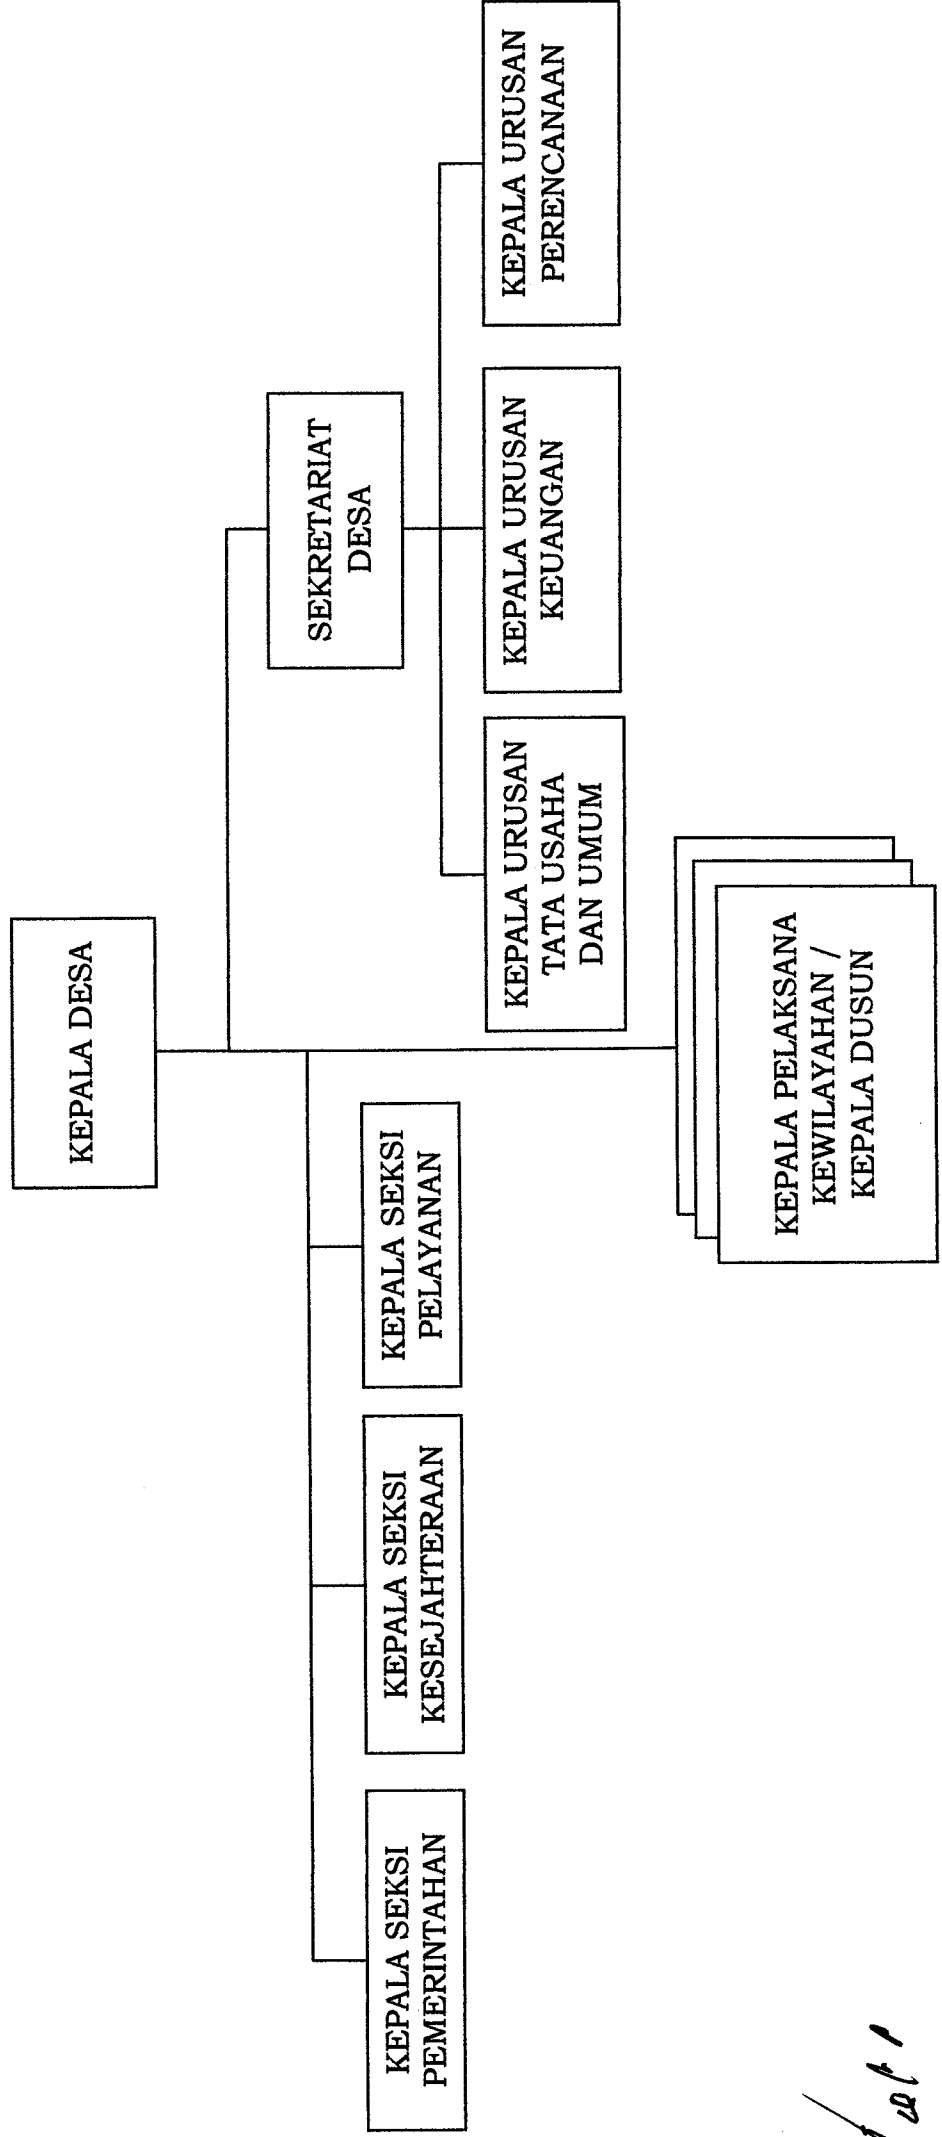 KEPALA DESA
SEKRETARIAT
DESA
KEPALA SEKSI
PEMERINTAHAN
KEPALA SEKSI
KESEJAHTERAAN
KEPALA SEKSI
PELAYANAN
KEPALA URUSAN
TATA USAHA
DAN UMUM
KEPALA URUSAN
KEUANGAN
KEPALA URUSAN
PERENCANAAN
KEPALA PELAKSANA
KEWILAYAHAN /
KEPALA DUSUN